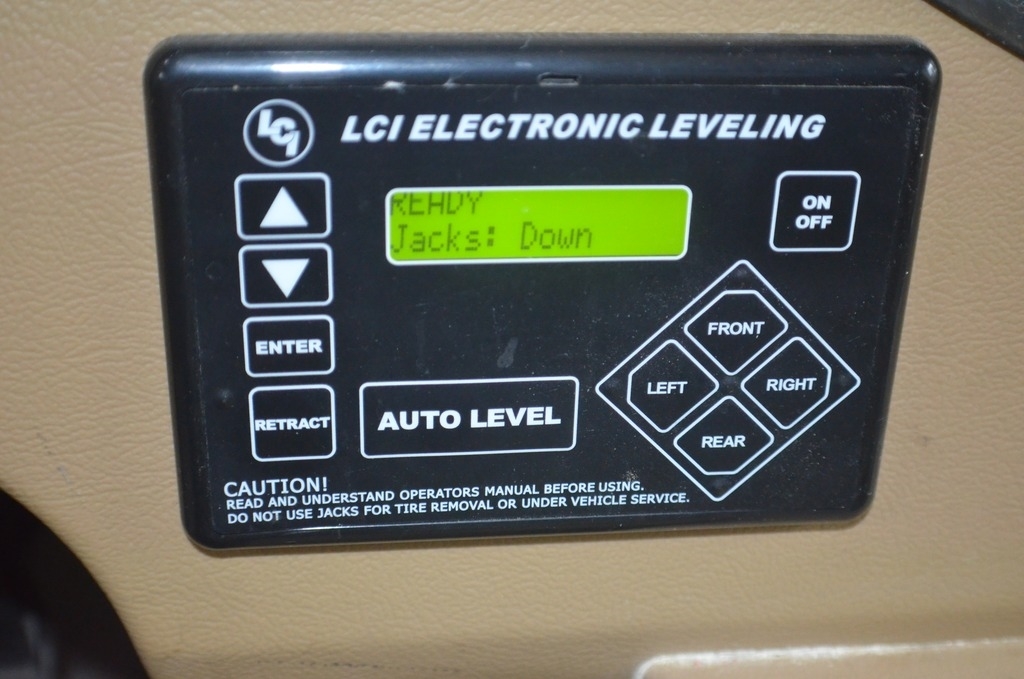 LCI LCI ELECTRONIC LEVELING
READY
Jacks: Down
ON
OFF
ENTER
RETRACT
AUTO LEVEL
FRONT
LEFT
RIGHT
REAR
CAUTION!
READ AND UNDERSTAND OPERATORS MANUAL BEFORE USING.
DO NOT USE JACKS FOR TIRE REMOVAL OR UNDER VEHICLE SERVICE.